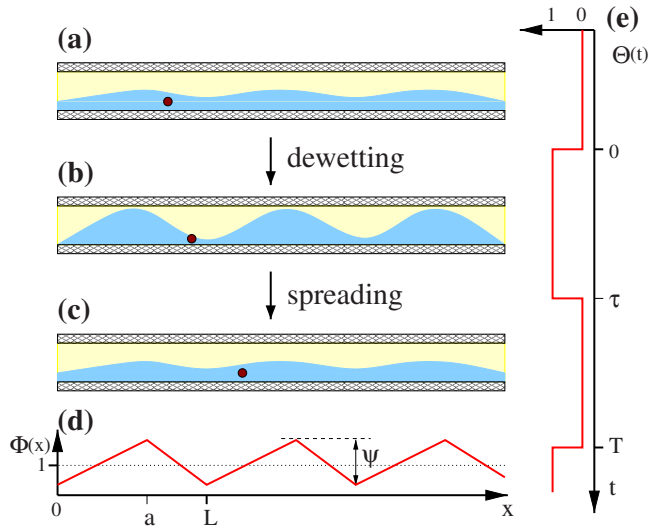 (a)
1 0 (e)
Θ(t)
dewetting
0
(b)
spreading
τ
(c)
(d)
Φ(x)
1
ψ
T
0 a L x
t